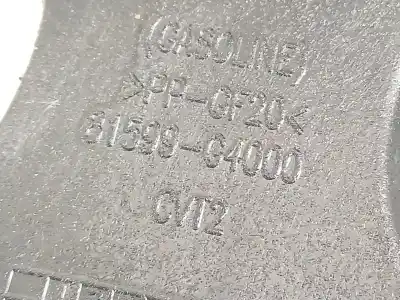 (GASOLINE)
>PP-GF20<
81599-G4000
CVT2